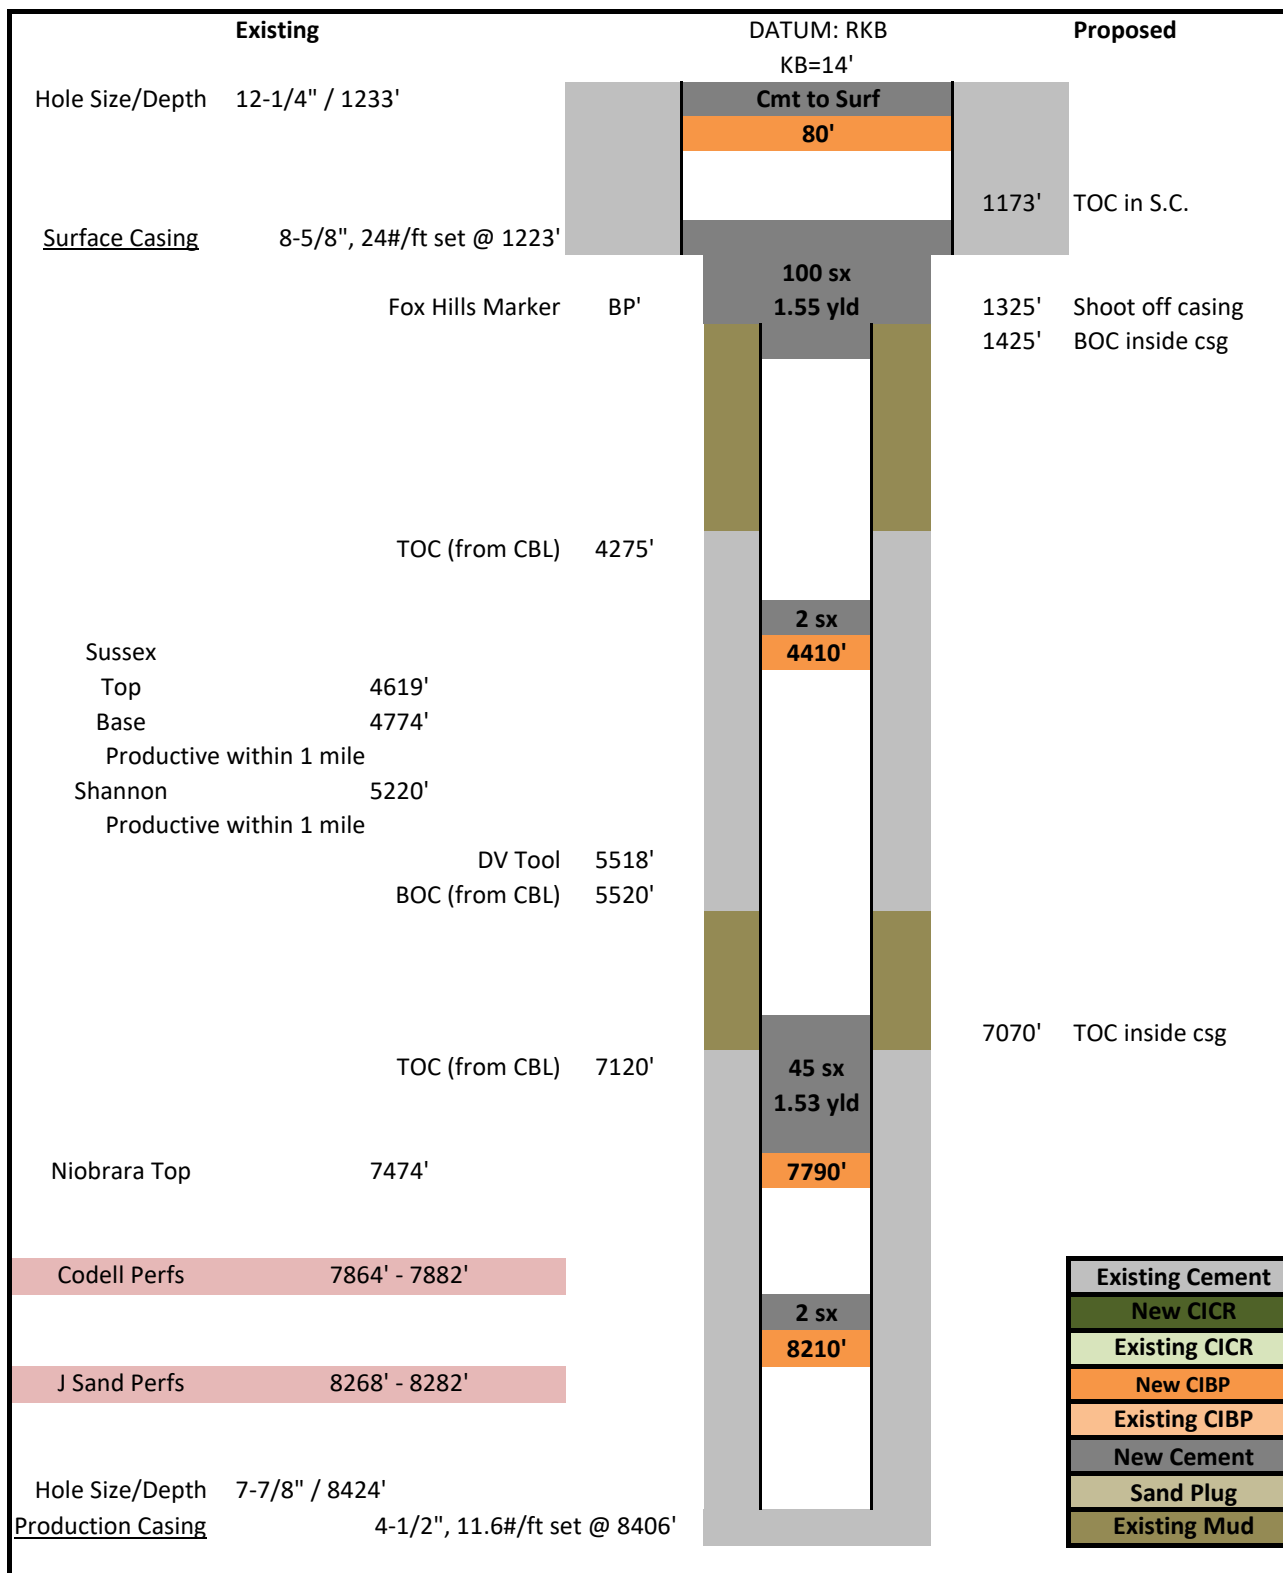 Existing DATUM: RKB Proposed
KB=14'
Hole Size/Depth 12-1/4" / 1233' Cmt to Surf
80'
1173' TOC in S.C.
Surface Casing 8-5/8", 24#/ft set @ 1223'
100 sx
Fox Hills Marker BP' 1.55 yld 1325' Shoot off casing
1425' BOC inside csg
TOC (from CBL) 4275'
2 sx
Sussex 4410'
Top 4619'
Base 4774'
Productive within 1 mile
Shannon 5220'
Productive within 1 mile
DV Tool 5518'
BOC (from CBL) 5520'
7070' TOC inside csg
TOC (from CBL) 7120' 45 sx
1.53 yld
Niobrara Top 7474' 7790'
Codell Perfs 7864' - 7882' Existing Cement
2 sx New CICR
8210' Existing CICR
J Sand Perfs 8268' - 8282' New CIBP
Existing CIBP
New Cement
Hole Size/Depth 7-7/8" / 8424' Sand Plug
Production Casing 4-1/2", 11.6#/ft set @ 8406' Existing Mud